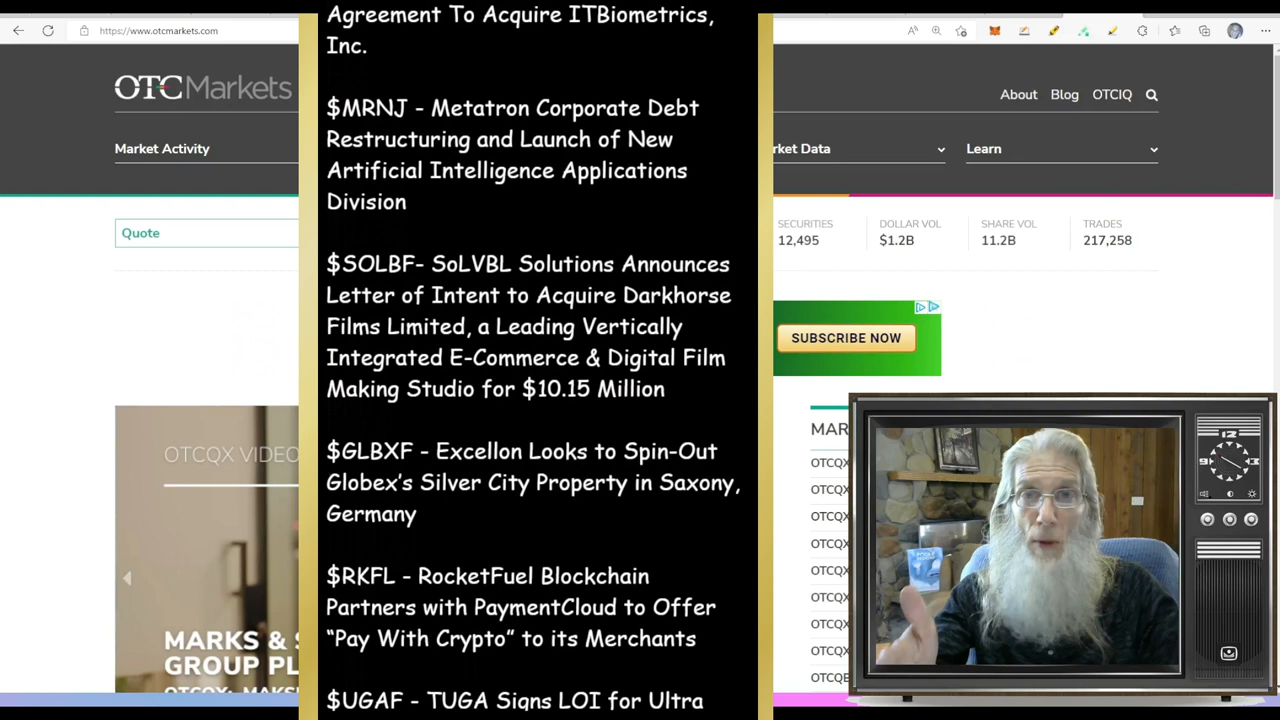 https://www.otcmarkets.com
OTCMarkets
About
Blog
OTCIQ
Market Activity
rket Data
Learn
Quote
SECURITIES
12,495
DOLLAR VOL
$1.2B
SHARE VOL
11.2B
TRADES
217,258
Agreement To Acquire ITBiometrics,
Inc.
$MRNJ - Metatron Corporate Debt
Restructuring and Launch of New
Artificial Intelligence Applications
Division
$SOLBF- SoLVBL Solutions Announces
Letter of Intent to Acquire Darkhorse
Films Limited, a Leading Vertically
Integrated E-Commerce & Digital Film
Making Studio for $10.15 Million
$GLBXF - Excellon Looks to Spin-Out
Globex's Silver City Property in Saxony,
Germany
$RKFL - RocketFuel Blockchain
Partners with PaymentCloud to Offer
“Pay With Crypto” to its Merchants
$UGAF - TUGA Signs LOI for Ultra
SUBSCRIBE NOW
OTCQX VIDEO
MARKS & S
GROUP PL
MAR
OTCQX
OTCQX
OTCQX
OTCQX
OTCQX
OTCQX
OTCQX
OTCQX
OTCQB
12
3
9